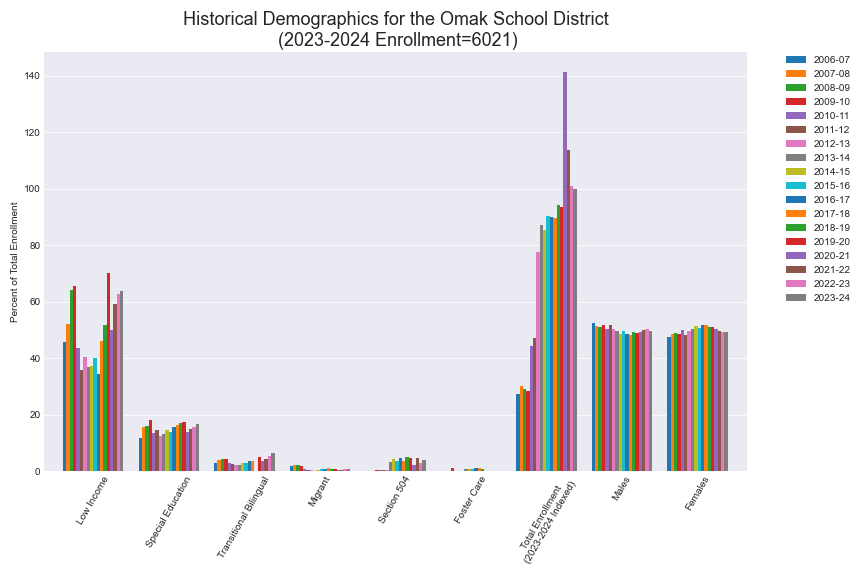 Historical Demographics for the Omak School District
(2023-2024 Enrollment=6021)
Percent of Total Enrollment
140
120
100
80
60
40
20
0
Low Income
Special Education
Transitional Bilingual
Migrant
Section 504
Foster Care
Total Enrollment
(2023-2024 Indexed)
Males
Females
2006-07
2007-08
2008-09
2009-10
2010-11
2011-12
2012-13
2013-14
2014-15
2015-16
2016-17
2017-18
2018-19
2019-20
2020-21
2021-22
2022-23
2023-24